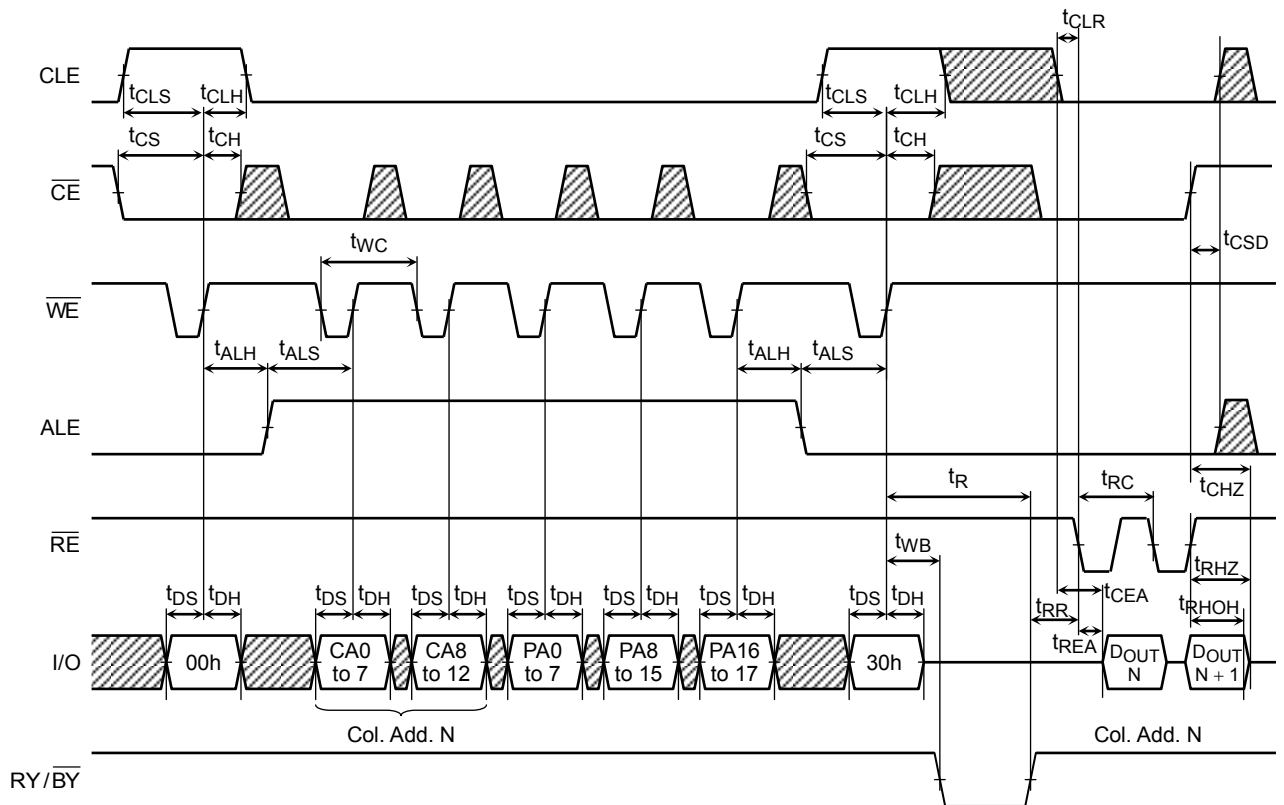 tCLR
CLE
tCLS tCLH tCLS tCLH
tCS tCH tCS tCH
CE
tWC tCSD
WE
tALH tALS tALH tALS
ALE
tR tRC tCHZ
RE
tWB tRHZ
tDS tDH tDS tDH tDS tDH tDS tDH tDS tDH tDS tDH tDS tDH tRR tCEA tRHOH
tREA
I/O 00h CA0 to 7 CA8 to 12 PA0 to 7 PA8 to 15 PA16 to 17 30h DOUT N DOUT N + 1
Col. Add. N Col. Add. N
RY/BY